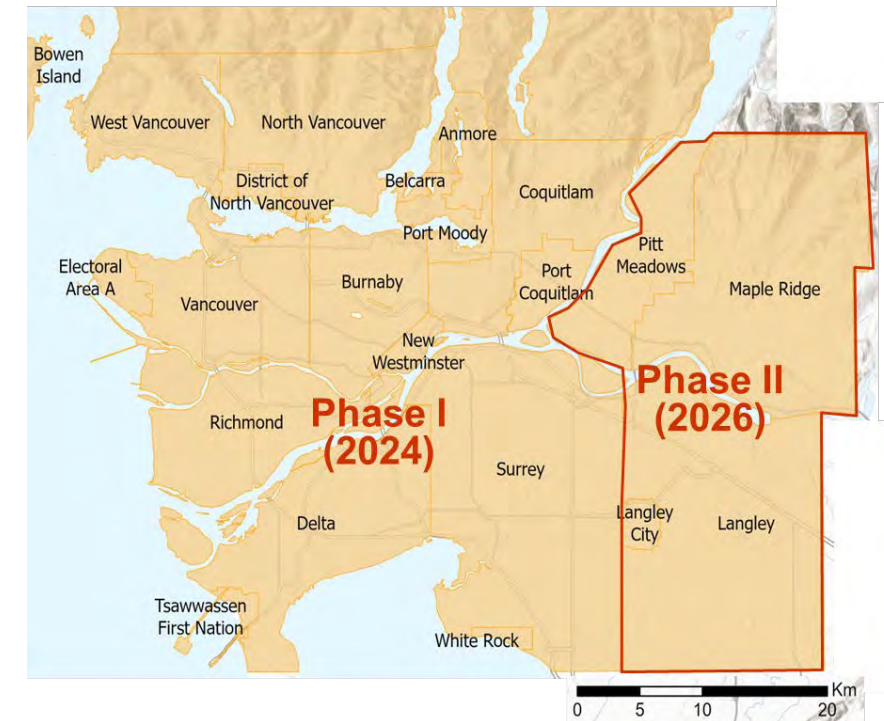 Bowen
Island
West Vancouver
North Vancouver
Anmore
District of
North Vancouver
Belcarra
Coquitlam
Port Moody
Pitt
Meadows
Electoral
Area A
Port
Coquitlam
Burnaby
Maple Ridge
Vancouver
New
Westminster
Phase II
(2026)
Richmond
Phase I
(2024)
Surrey
Langley
City
Langley
Delta
Tsawwassen
First Nation
White Rock
Km
0 5 10 20